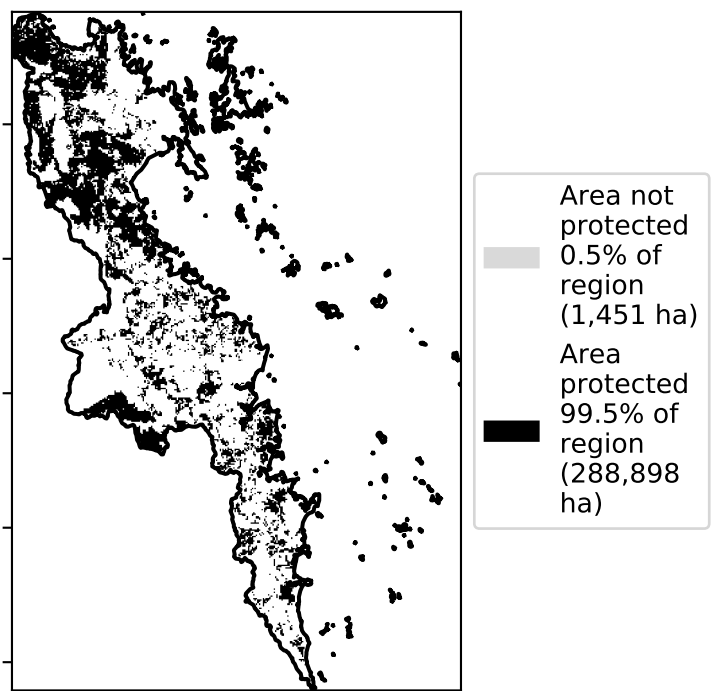 Area not
protected
0.5% of
region
(1,451 ha)
Area
protected
99.5% of
region
(288,898
ha)